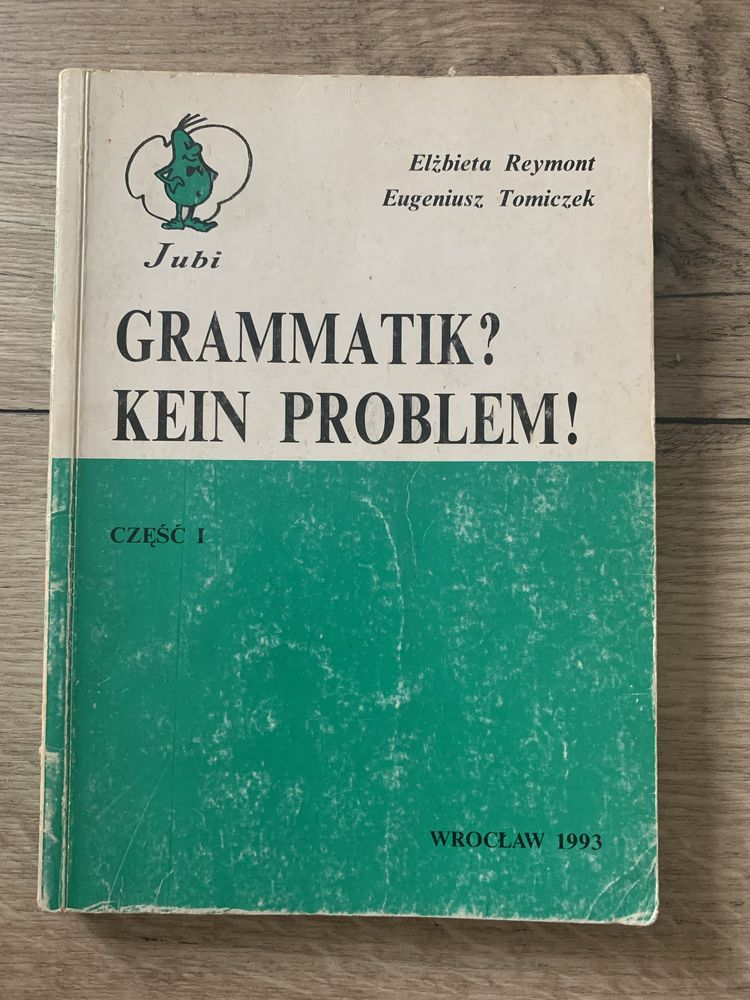 Jubi
Elżbieta Reymont
Eugeniusz Tomiczek
GRAMMATIK?
KEIN PROBLEM!
CZĘŚĆ I
WROCŁAW 1993